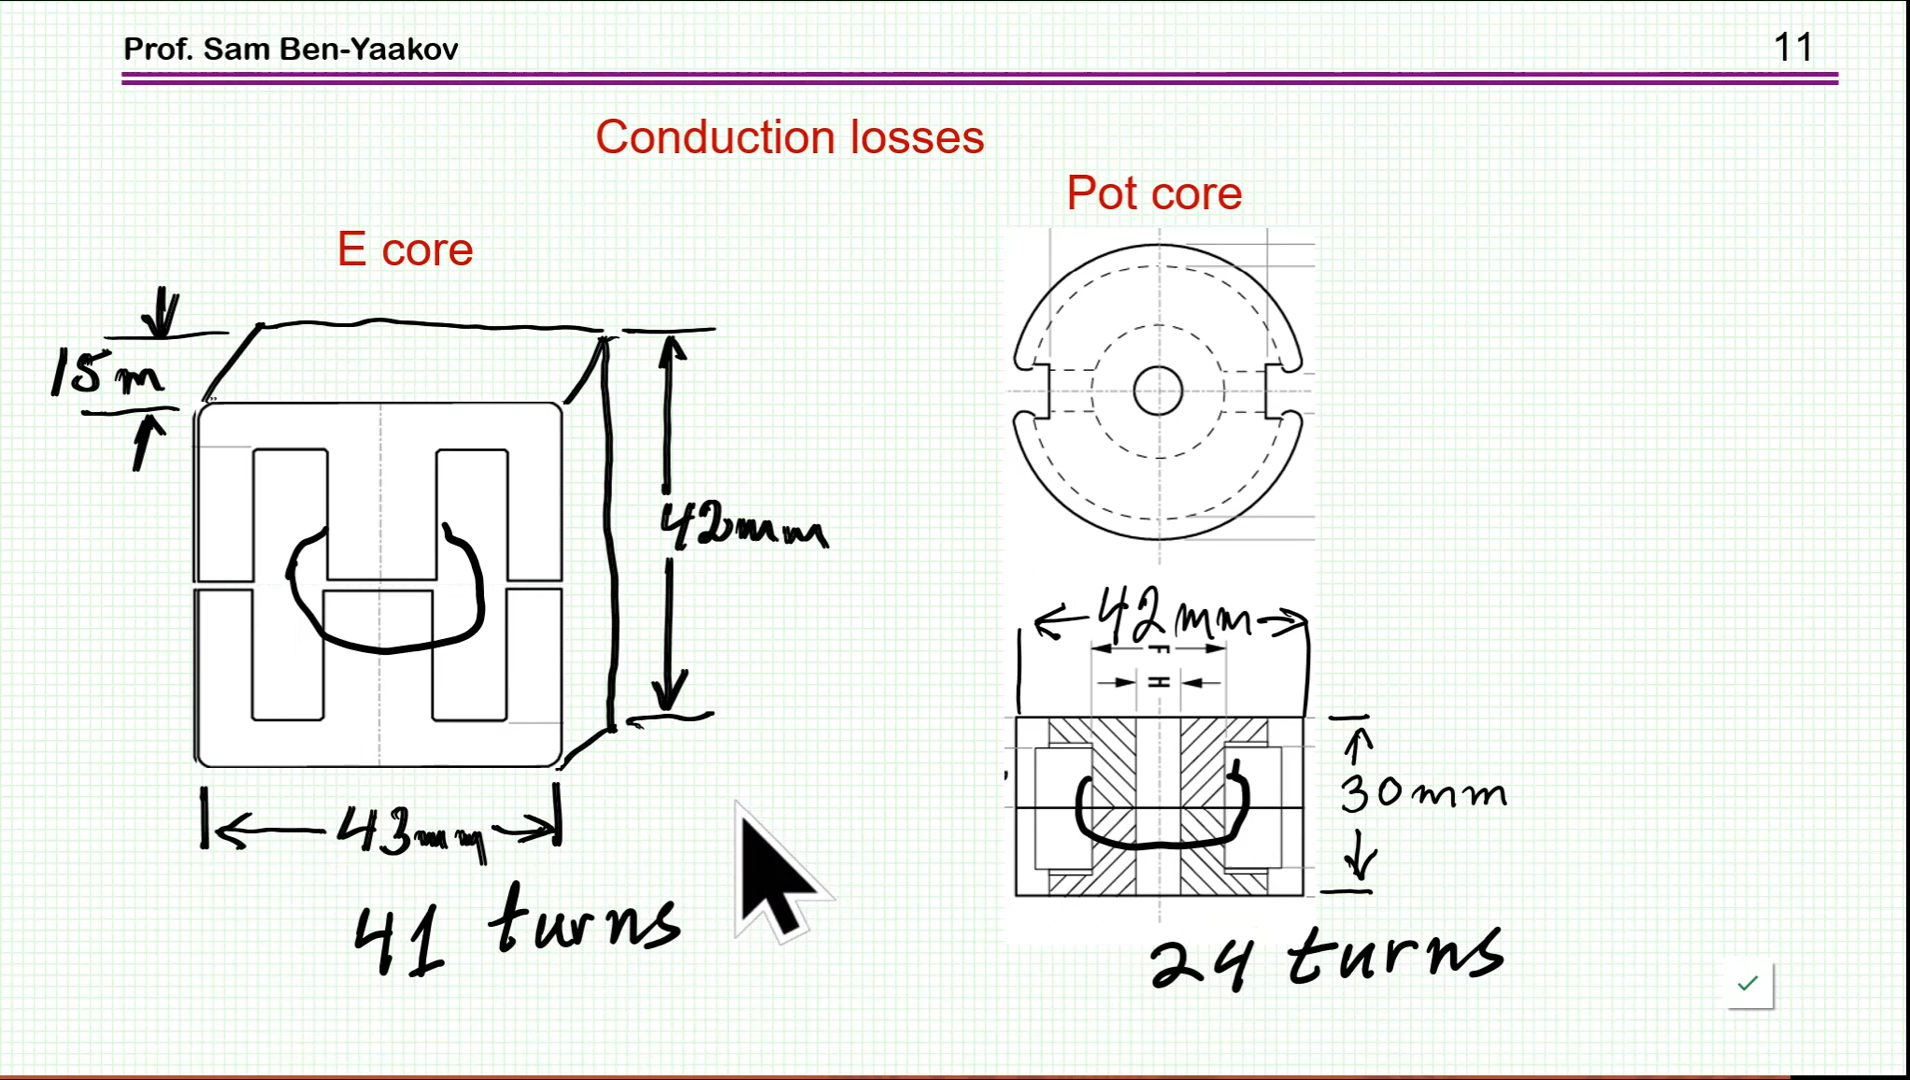 Prof. Sam Ben-Yaakov
11
Conduction losses
Pot core
E core
15m
42mm
42mm
F
H
30mm
43mm
41 turns
24 turns